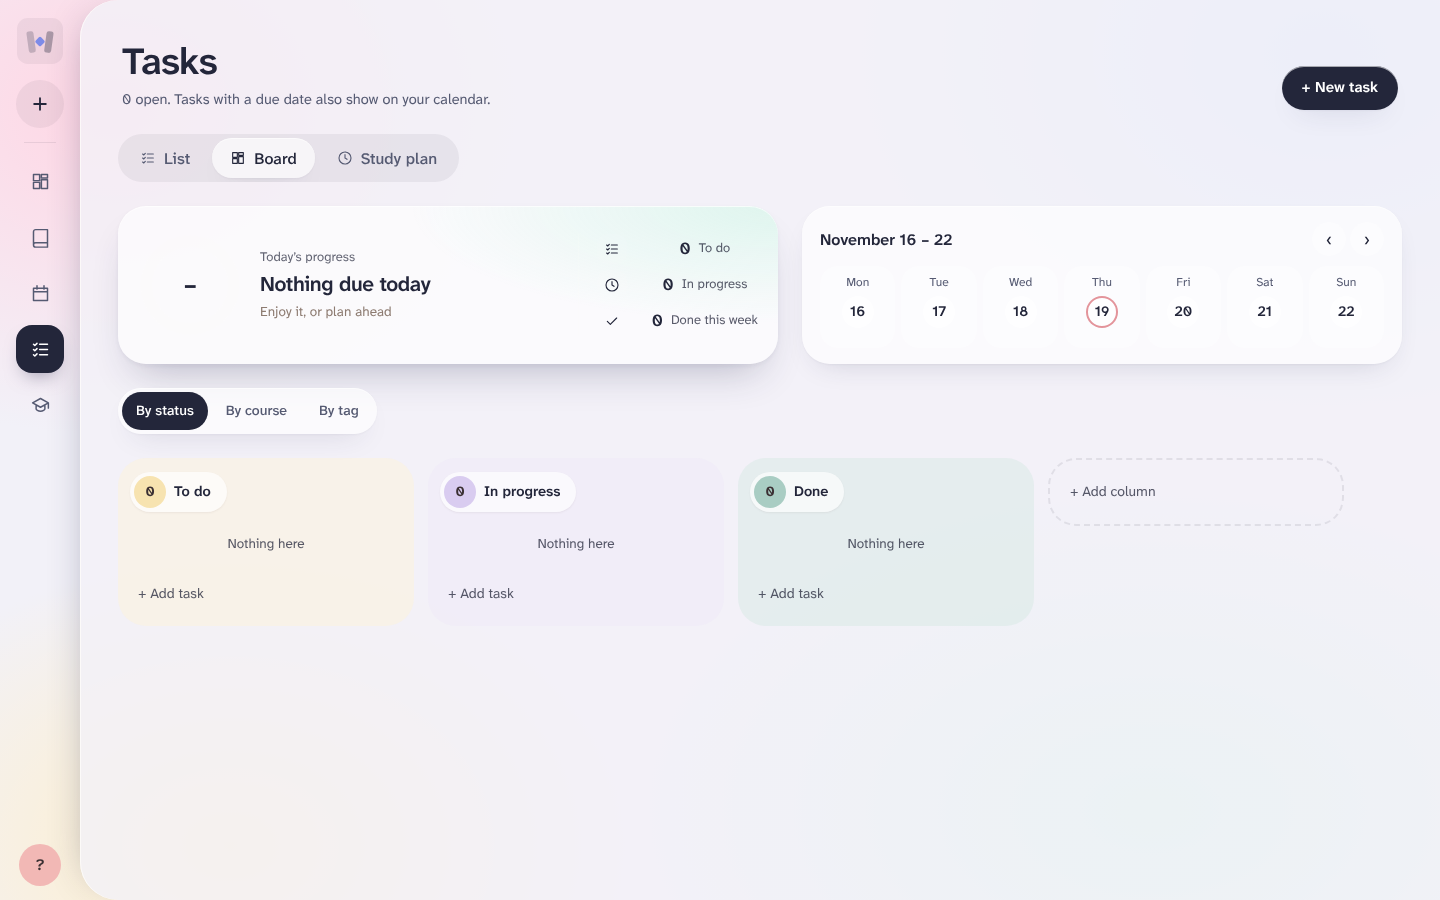 Tasks
0 open. Tasks with a due date also show on your calendar.
+ New task
List
Board
Study plan
–
Today's progress
Nothing due today
Enjoy it, or plan ahead
0 To do
0 In progress
0 Done this week
November 16 – 22
‹ ›
Mon Tue Wed Thu Fri Sat Sun
16 17 18 19 20 21 22
By status
By course
By tag
0 To do
Nothing here
+ Add task
0 In progress
Nothing here
+ Add task
0 Done
Nothing here
+ Add task
+ Add column
+
?